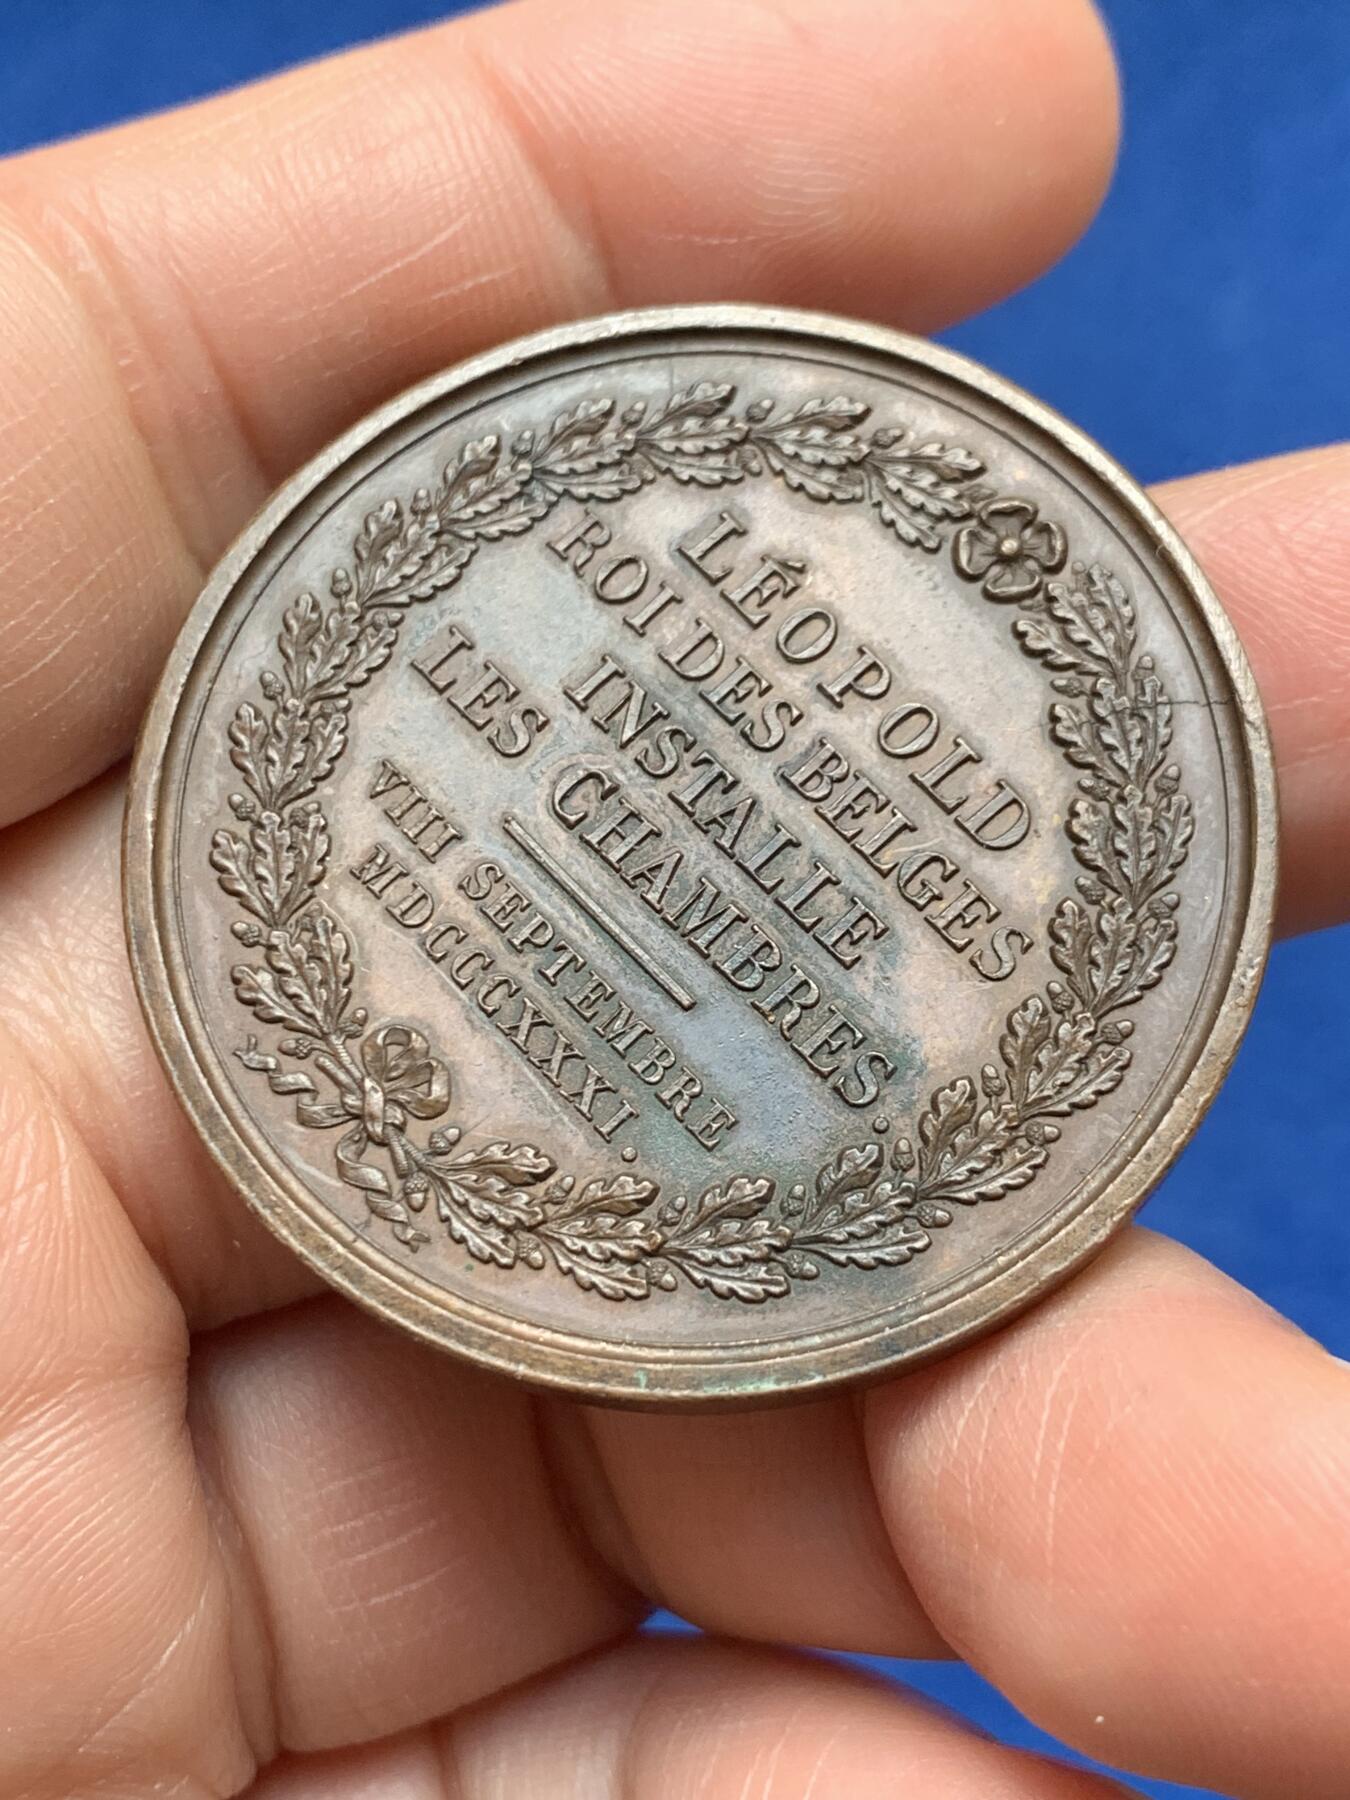 LÉOPOLD
ROI DES BELGES
INSTALLE
LES CHAMBRES.
VIII SEPTEMBRE
MDCCCXXXI.